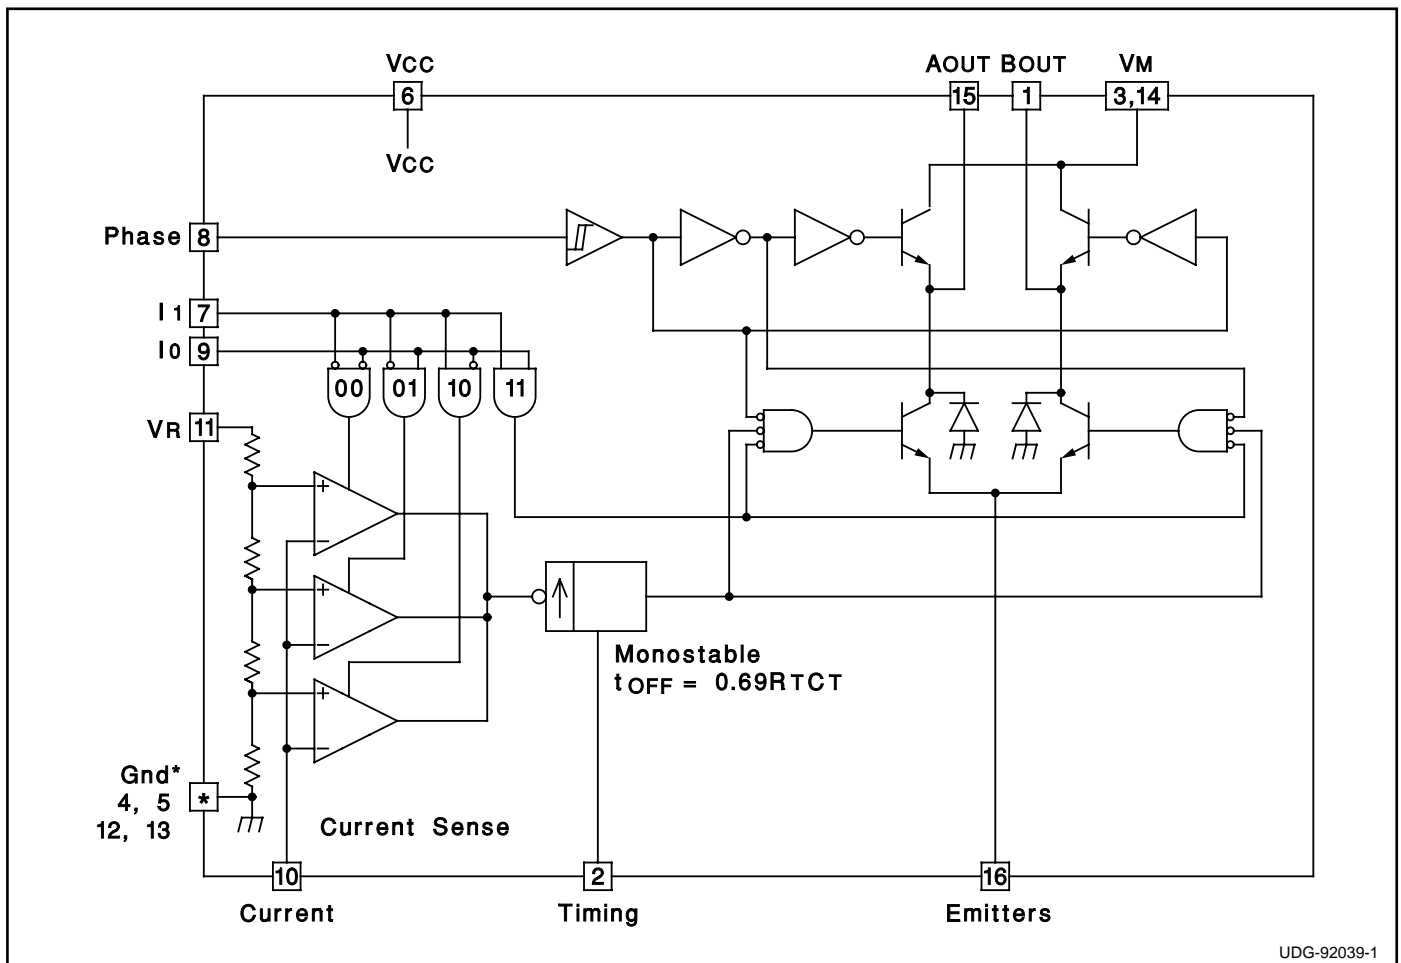 VCC
6
VCC
AOUT BOUT
15 1
VM
3,14
Phase 8
I1 7
I0 9
00 01 10 11
VR 11
+
−
+
−
+
−
Monostable
tOFF = 0.69RTCT
Gnd*
4, 5
12, 13
*
Current Sense
10
Current
2
Timing
16
Emitters
UDG-92039-1